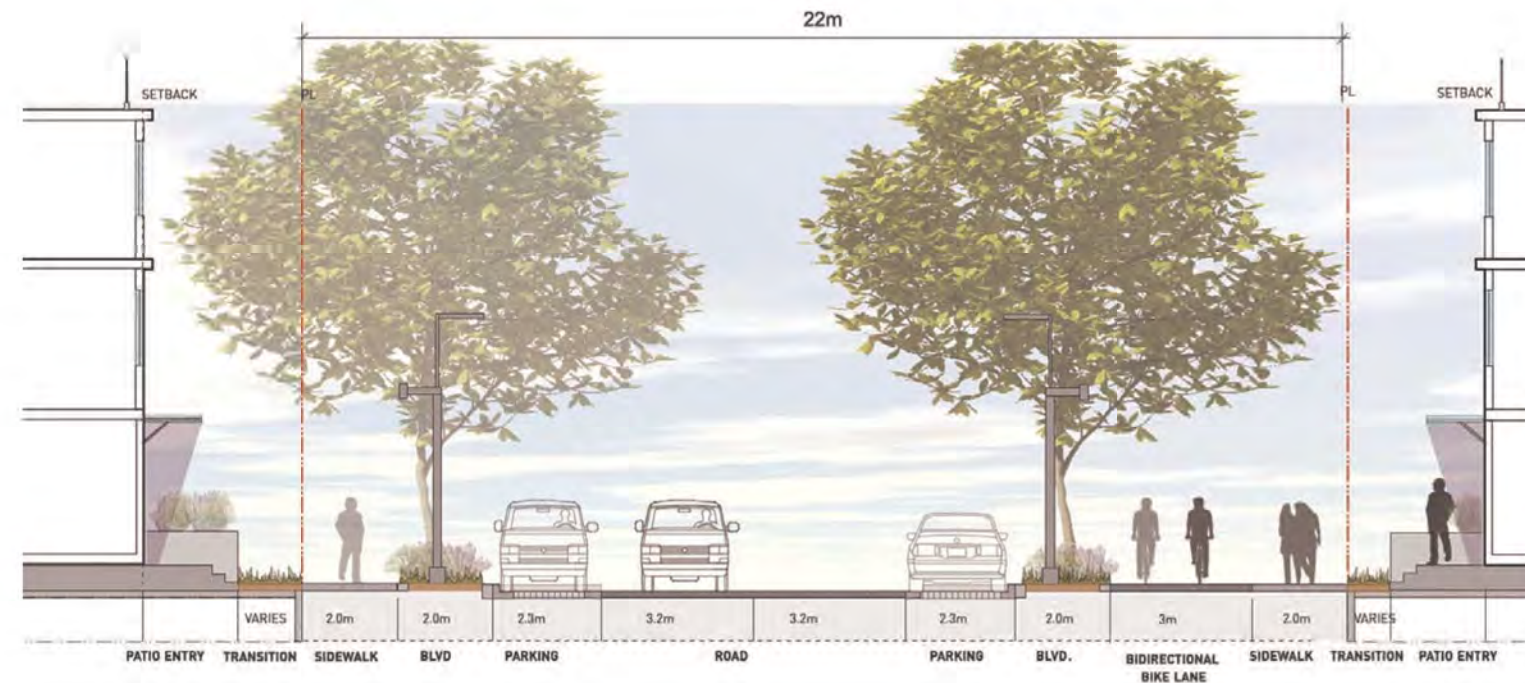 22m
SETBACK
PL
PL
SETBACK
VARIES
2.0m
2.0m
2.3m
3.2m
3.2m
2.3m
2.0m
3m
2.0m
VARIES
PATIO ENTRY
TRANSITION
SIDEWALK
BLVD
PARKING
ROAD
PARKING
BLVD.
BIDIRECTIONAL
BIKE LANE
SIDEWALK
TRANSITION
PATIO ENTRY